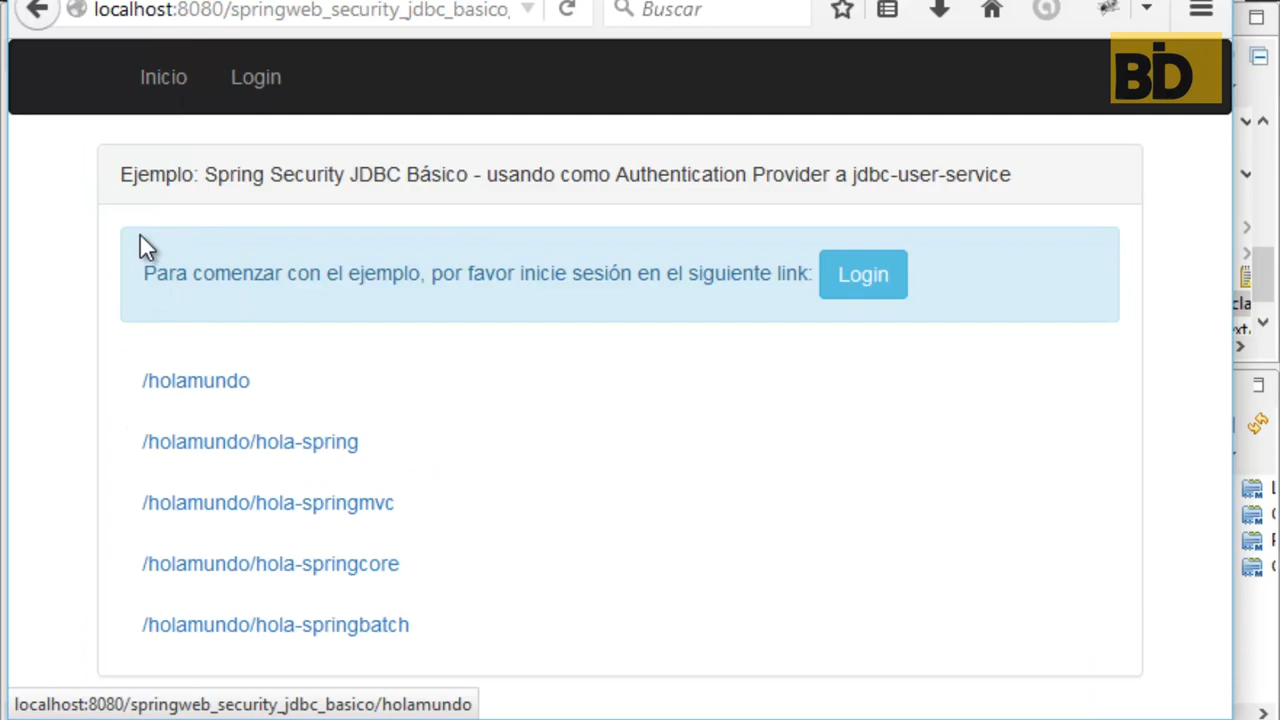 localhost:8080/springweb_security_jdbc_basico,
Buscar
Inicio
Login
BD
Ejemplo: Spring Security JDBC Básico - usando como Authentication Provider a jdbc-user-service
Para comenzar con el ejemplo, por favor inicie sesión en el siguiente link: Login
/holamundo
/holamundo/hola-spring
/holamundo/hola-springmvc
/holamundo/hola-springcore
/holamundo/hola-springbatch
localhost:8080/springweb_security_jdbc_basico/holamundo